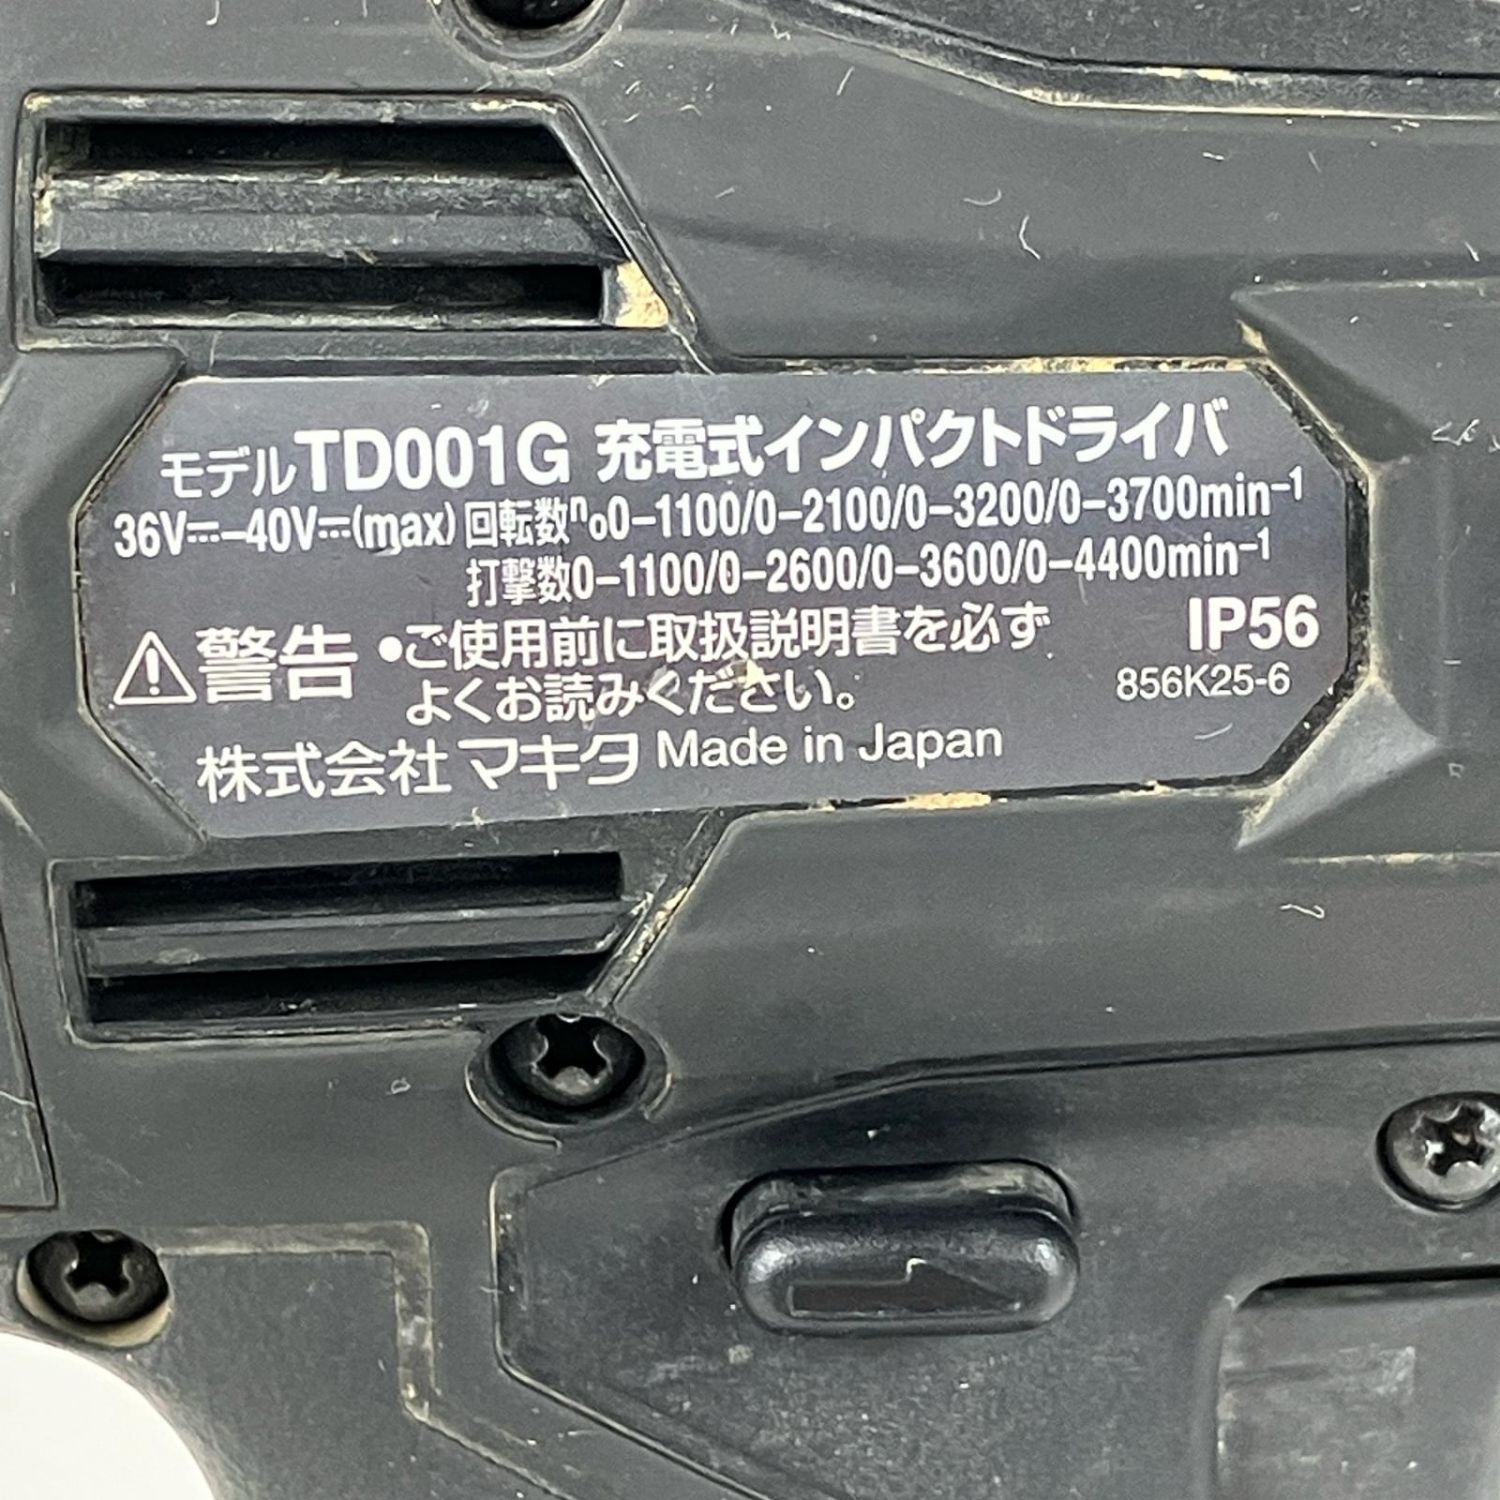 モデルTD001G 充電式インパクトドライバ
36V⎓–40V⎓(max) 回転数n₀0–1100/0–2100/0–3200/0–3700min⁻¹
打撃数0–1100/0–2600/0–3600/0–4400min⁻¹
⚠警告 •ご使用前に取扱説明書を必ず
よくお読みください。
IP56
856K25-6
株式会社マキタ Made in Japan